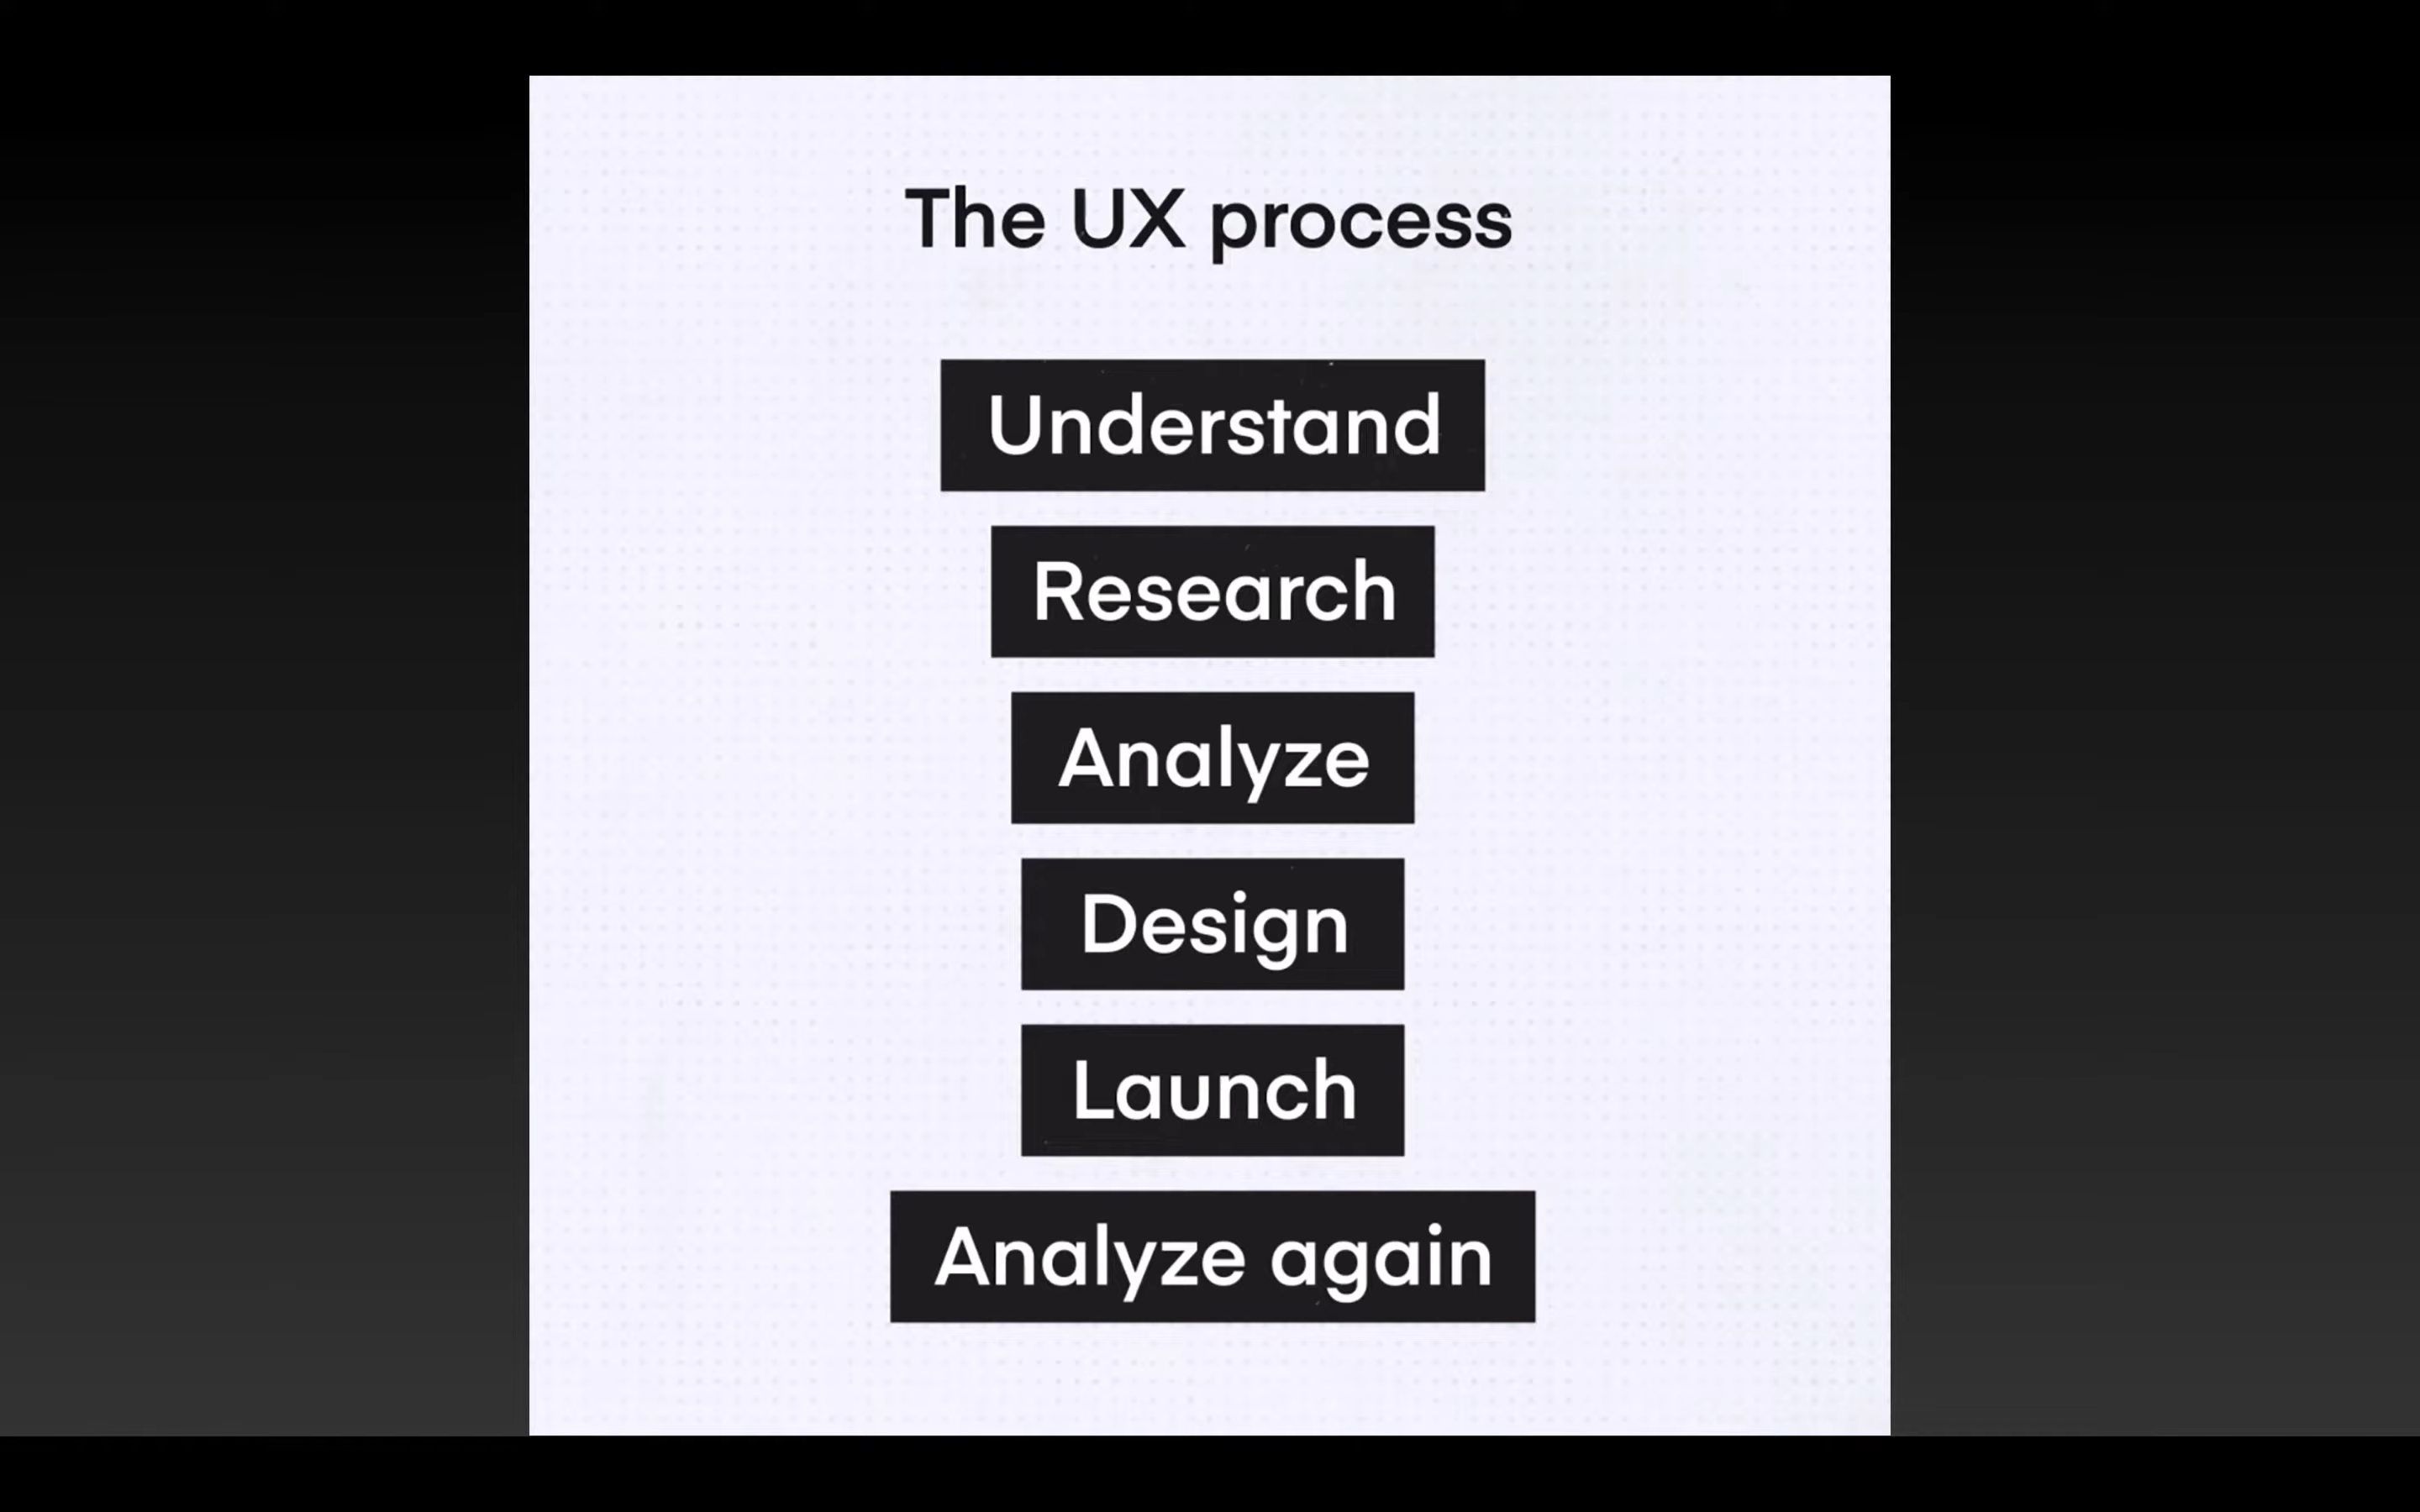 The UX process
Understand
Research
Analyze
Design
Launch
Analyze again